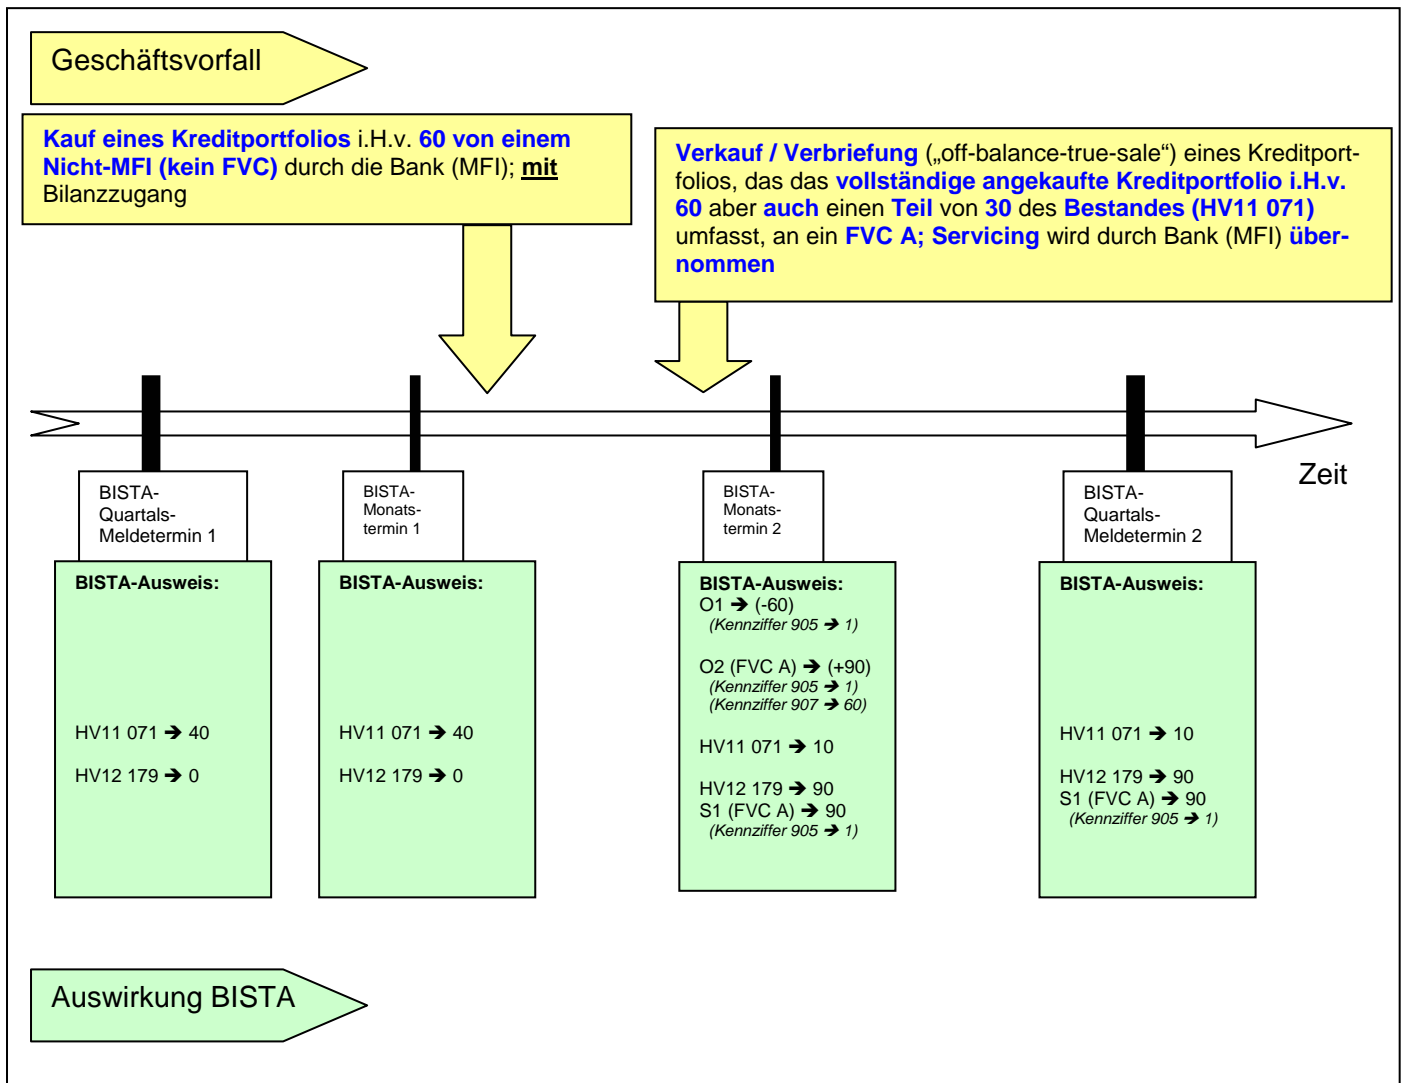 Geschäftsvorfall
Kauf eines Kreditportfolios i.H.v. 60 von einem
Nicht-MFI (kein FVC) durch die Bank (MFI); mit
Bilanzzugang
Verkauf / Verbriefung („off-balance-true-sale“) eines Kreditport-
folios, das das vollständige angekaufte Kreditportfolio i.H.v.
60 aber auch einen Teil von 30 des Bestandes (HV11 071)
umfasst, an ein FVC A; Servicing wird durch Bank (MFI) über-
nommen
Zeit
BISTA-
Quartals-
Meldetermin 1
BISTA-
Monats-
termin 1
BISTA-
Monats-
termin 2
BISTA-
Quartals-
Meldetermin 2
BISTA-Ausweis:
HV11 071 ➔ 40
HV12 179 ➔ 0
BISTA-Ausweis:
HV11 071 ➔ 40
HV12 179 ➔ 0
BISTA-Ausweis:
O1 ➔ (-60)
(Kennziffer 905 ➔ 1)
O2 (FVC A) ➔ (+90)
(Kennziffer 905 ➔ 1)
(Kennziffer 907 ➔ 60)
HV11 071 ➔ 10
HV12 179 ➔ 90
S1 (FVC A) ➔ 90
(Kennziffer 905 ➔ 1)
BISTA-Ausweis:
HV11 071 ➔ 10
HV12 179 ➔ 90
S1 (FVC A) ➔ 90
(Kennziffer 905 ➔ 1)
Auswirkung BISTA